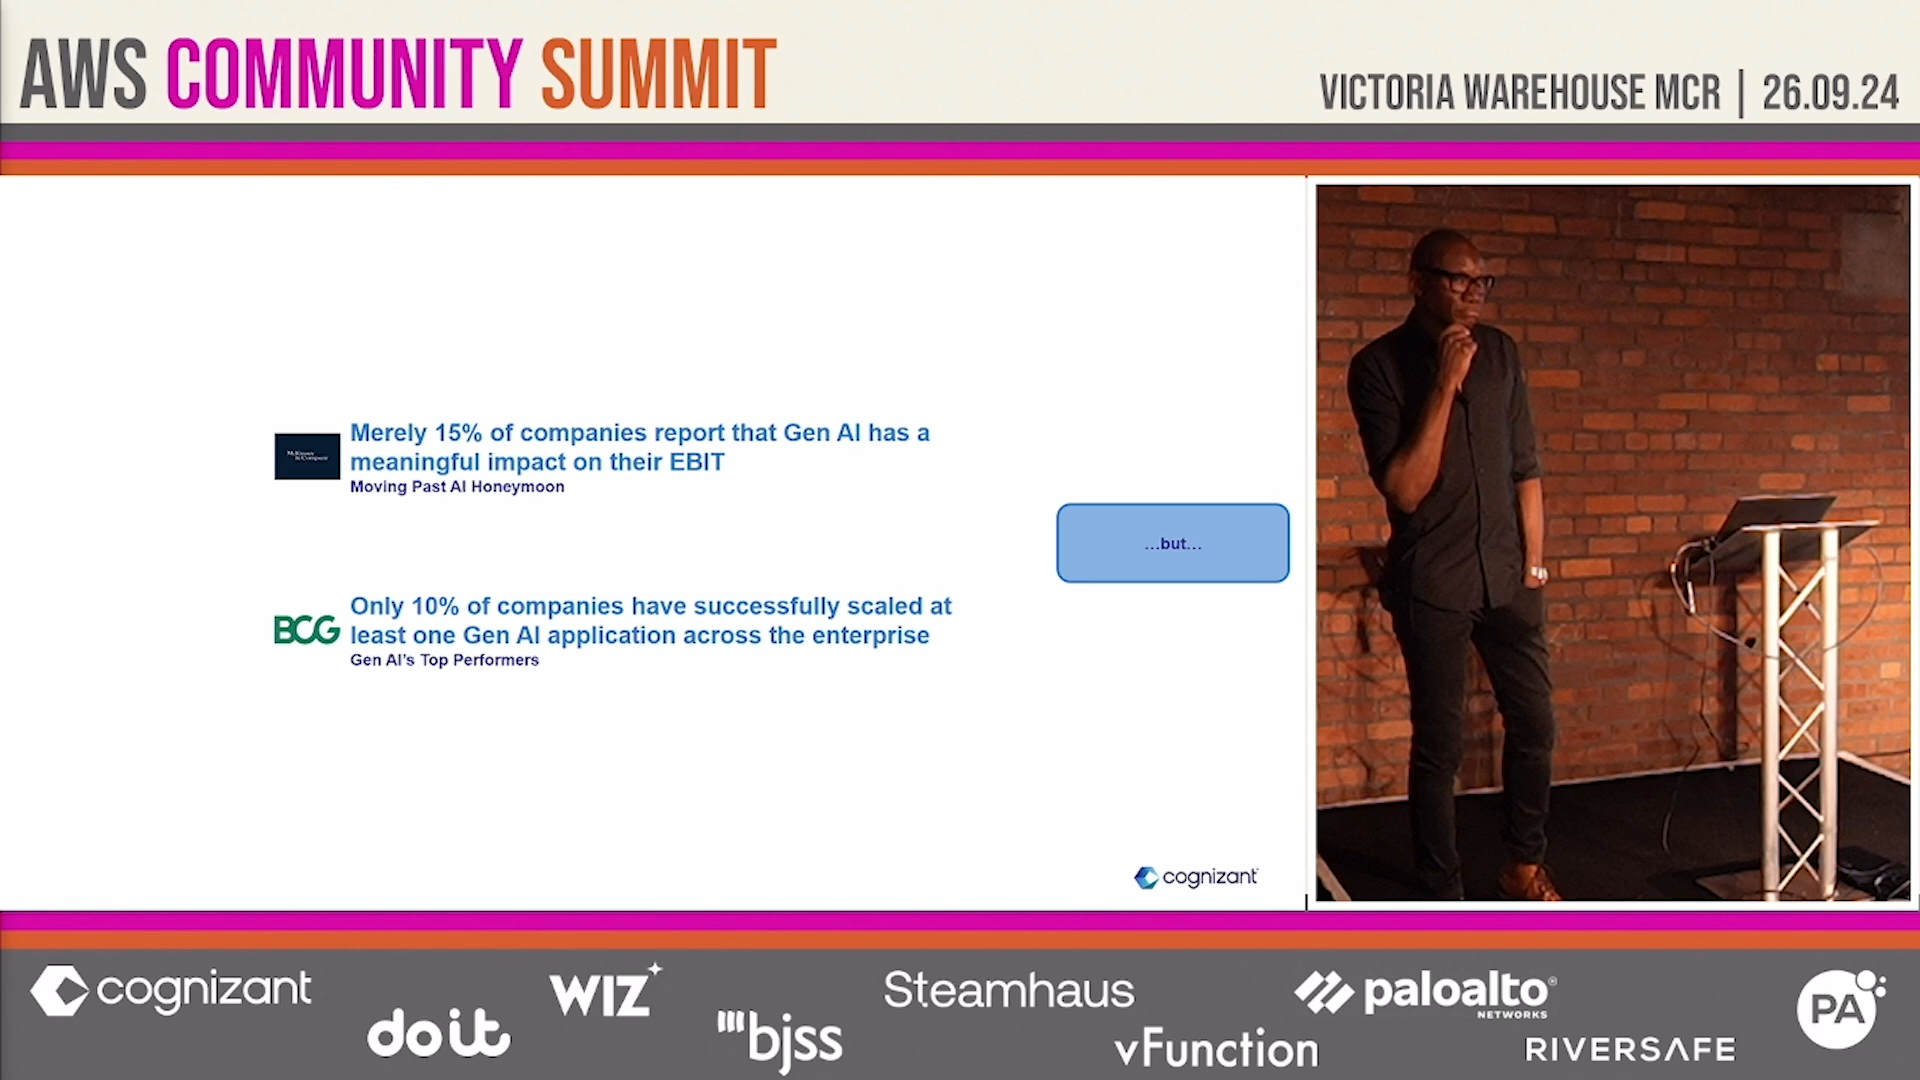 AWS COMMUNITY SUMMIT
VICTORIA WAREHOUSE MCR | 26.09.24
McKinsey
& Company
Merely 15% of companies report that Gen AI has a
meaningful impact on their EBIT
Moving Past AI Honeymoon
...but...
BCG
Only 10% of companies have successfully scaled at
least one Gen AI application across the enterprise
Gen AI's Top Performers
cognizant
cognizant
doit
WIZ
bjss
Steamhaus
vFunction
paloalto®
NETWORKS
RIVERSAFE
PA